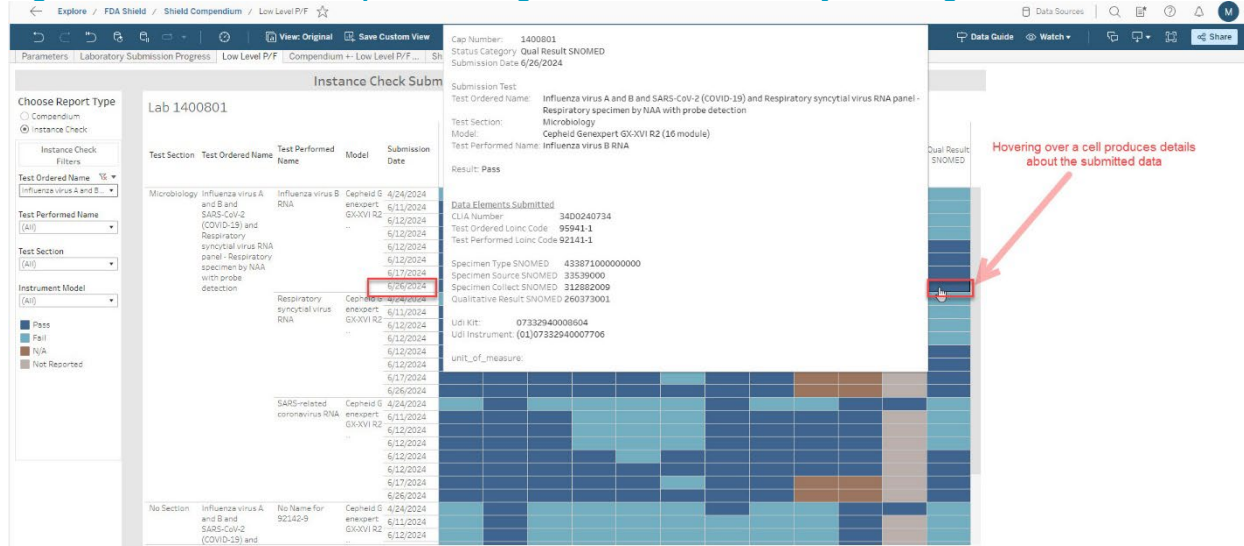 Explore / FDA Shield / Shield Compendium / Low Level P/F
Data Sources
View: Original
Save Custom View
Data Guide
Watch
Share
M
Parameters
Laboratory Submission Progress
Low Level P/F
Compendium +- Low Level P/F ...
Sh
Instance Check Subm
Choose Report Type
Compendium
Instance Check
Instance Check
Filters
Test Ordered Name
Influenza virus A and B ..
Test Performed Name
(All)
Test Section
(All)
Instrument Model
(All)
Pass
Fail
N/A
Not Reported
Lab 1400801
Test Section
Test Ordered Name
Test Performed
Name
Model
Submission
Date
Qual Result
SNOMED
Microbiology
Influenza virus A
and B and
SARS-CoV-2
(COVID-19) and
Respiratory
syncytial virus RNA
panel - Respiratory
specimen by NAA
with probe
detection
Influenza virus B
RNA
Cepheid G
enexpert
GX-XVI R2
..
4/24/2024
6/11/2024
6/12/2024
6/12/2024
6/12/2024
6/12/2024
6/17/2024
6/26/2024
Respiratory
syncytial virus
RNA
Cepheid G
enexpert
GX-XVI R2
..
4/24/2024
6/11/2024
6/12/2024
6/12/2024
6/12/2024
6/12/2024
6/17/2024
6/26/2024
SARS-related
coronavirus RNA
Cepheid G
enexpert
GX-XVI R2
..
4/24/2024
6/11/2024
6/12/2024
6/12/2024
6/12/2024
6/12/2024
6/17/2024
6/26/2024
No Section
Influenza virus A
and B and
SARS-CoV-2
(COVID-19) and
No Name for
92142-9
Cepheid G
enexpert
GX-XVI R2
..
4/24/2024
6/11/2024
6/12/2024
Cap Number: 1400801
Status Category Qual Result SNOMED
Submission Date 6/26/2024
Submission Test
Test Ordered Name: Influenza virus A and B and SARS-CoV-2 (COVID-19) and Respiratory syncytial virus RNA panel -
Respiratory specimen by NAA with probe detection
Test Section: Microbiology
Model: Cepheid Genexpert GX-XVI R2 (16 module)
Test Performed Name: Influenza virus B RNA
Result: Pass
Data Elements Submitted
CLIA Number 34D0240734
Test Ordered Loinc Code 95941-1
Test Performed Loinc Code 92141-1
Specimen Type SNOMED 433871000000000
Specimen Source SNOMED 33539000
Specimen Collect SNOMED 312882009
Qualitative Result SNOMED 260373001
Udi Kit: 07332940008604
Udi Instrument: (01)07332940007706
unit_of_measure:
Hovering over a cell produces details
about the submitted data